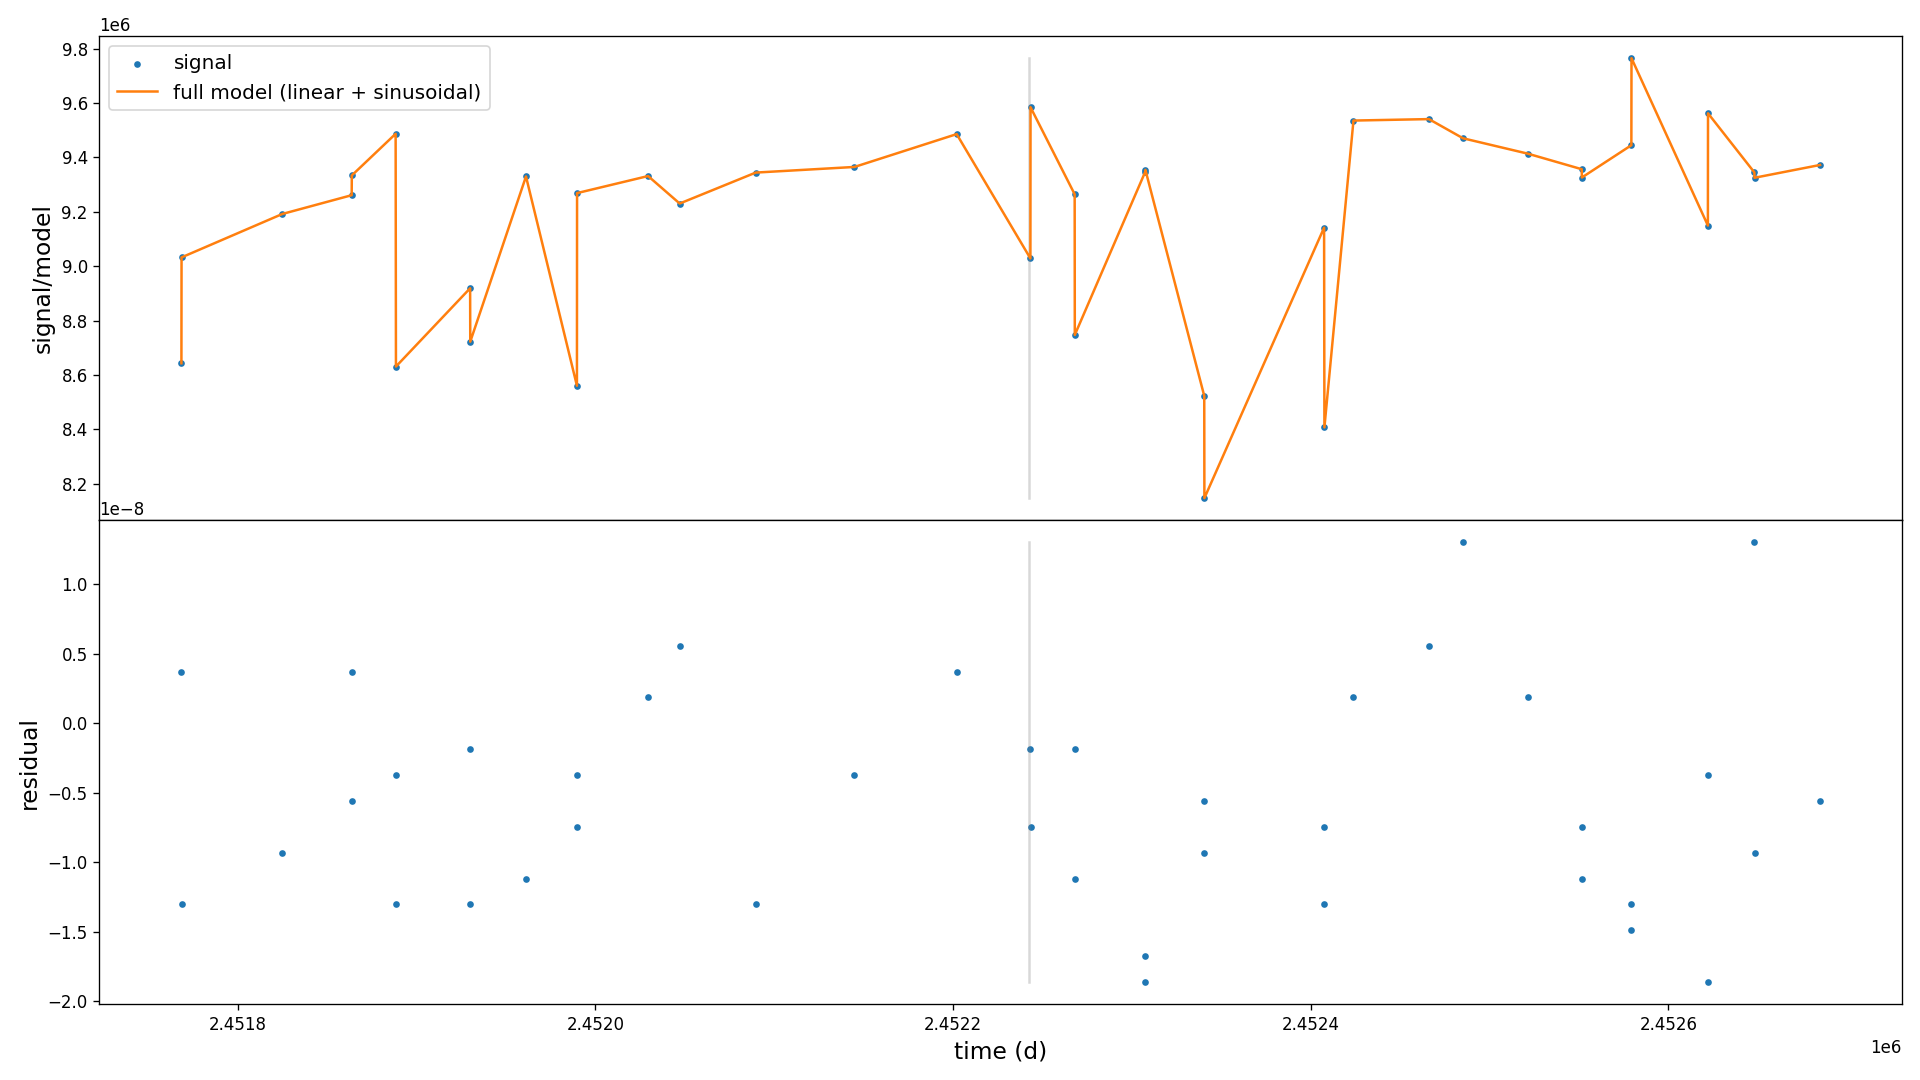 1e6
9.8
9.6
9.4
9.2
9.0
8.8
8.6
8.4
8.2
signal/model
signal
full model (linear + sinusoidal)
1e−8
1.0
0.5
0.0
−0.5
−1.0
−1.5
−2.0
residual
2.4518
2.4520
2.4522
2.4524
2.4526
1e6
time (d)